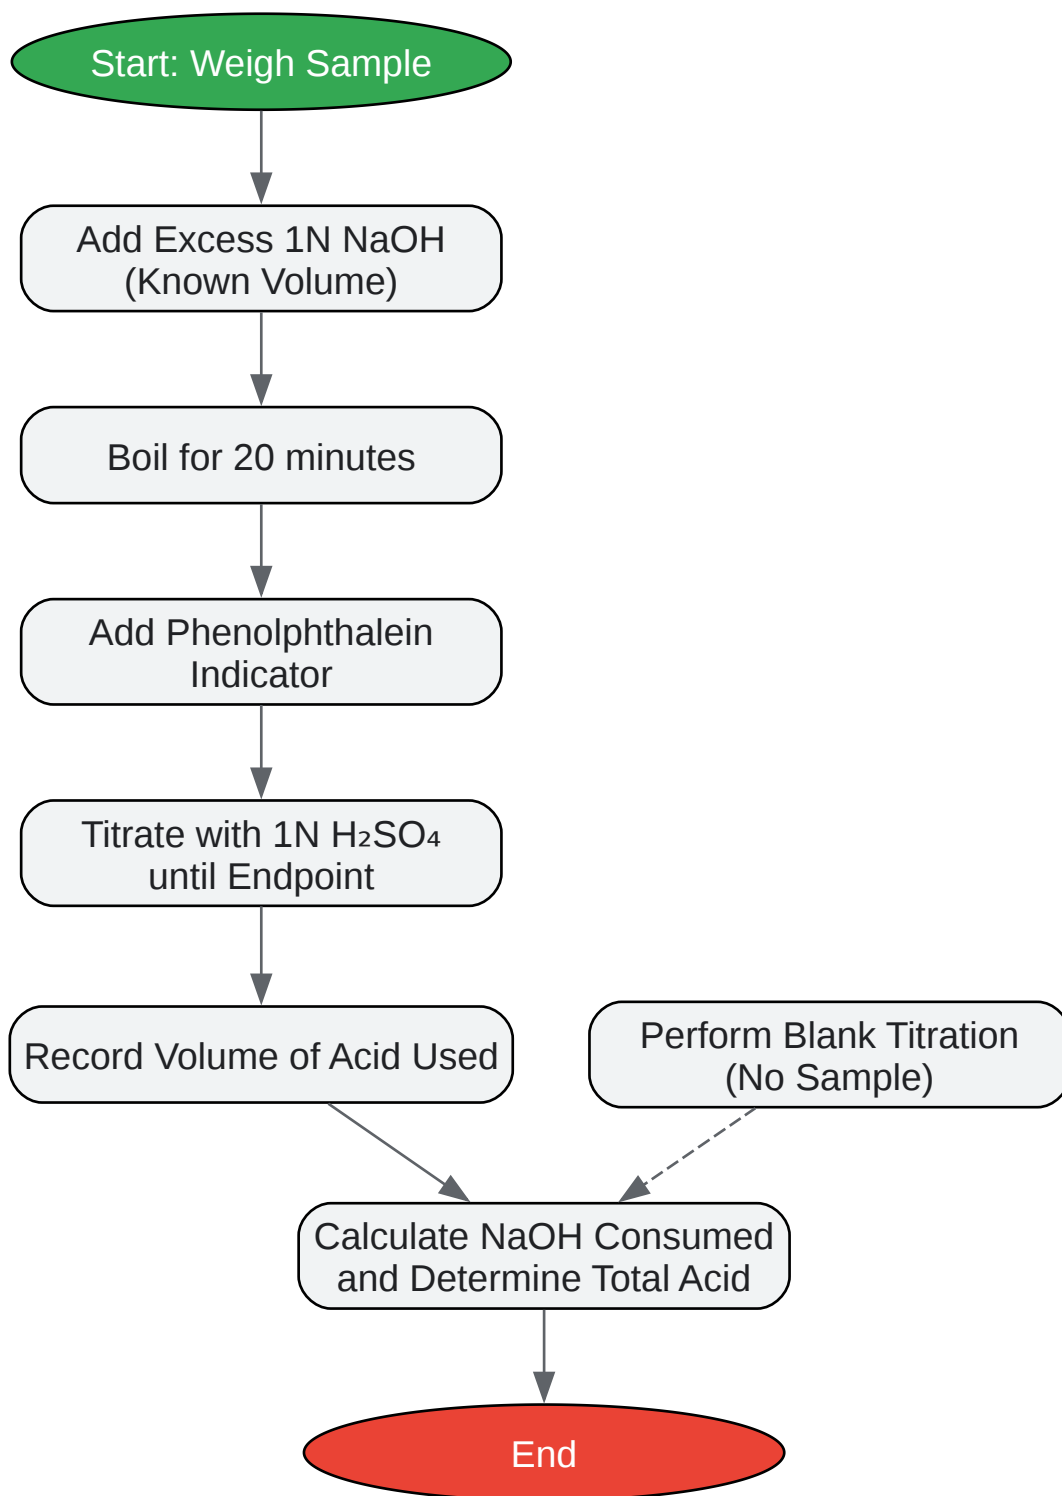 Start: Weigh Sample
Add Excess 1N NaOH
(Known Volume)
Boil for 20 minutes
Add Phenolphthalein
Indicator
Titrate with 1N H₂SO₄
until Endpoint
Record Volume of Acid Used
Perform Blank Titration
(No Sample)
Calculate NaOH Consumed
and Determine Total Acid
End